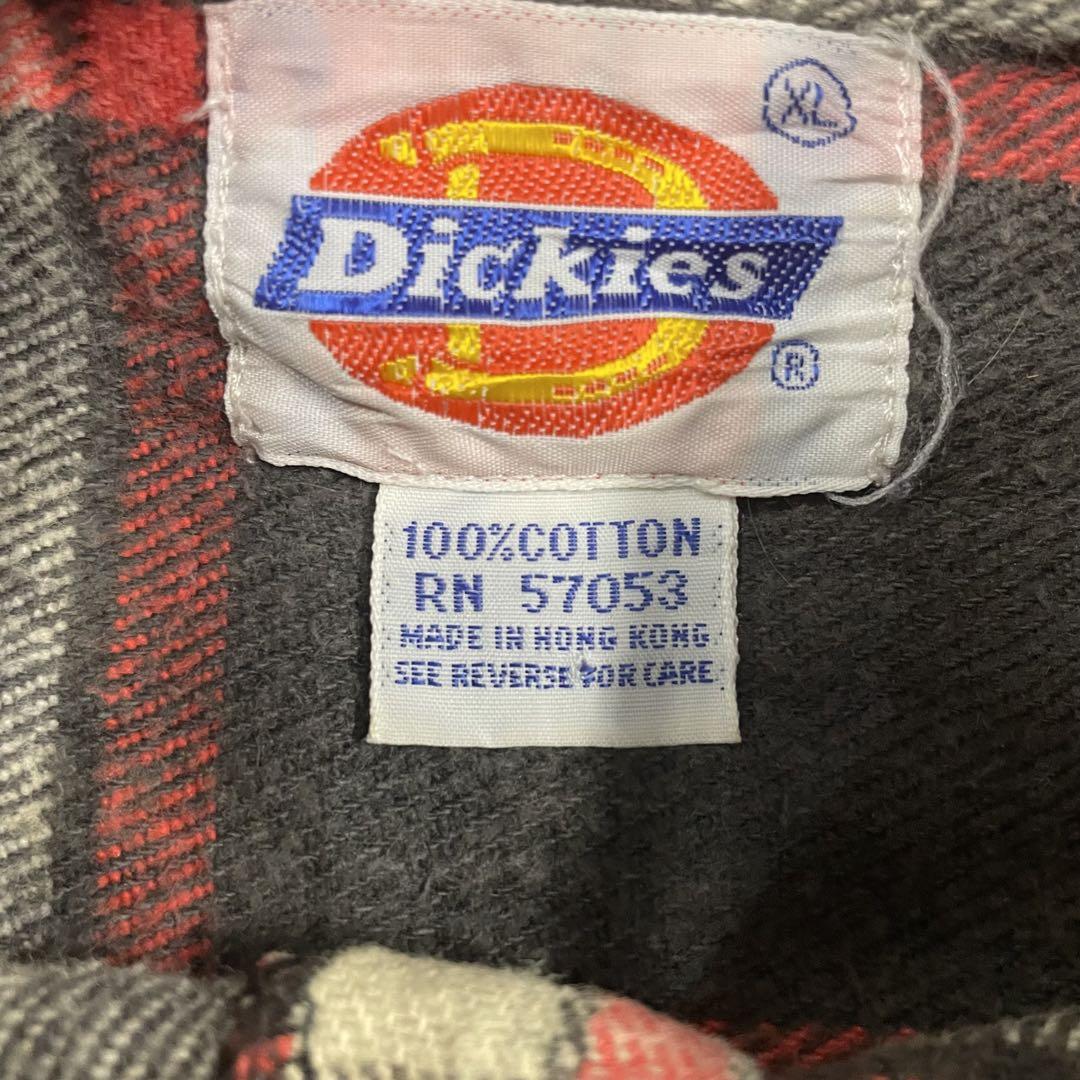 XL
Dickies
®
100%COTTON
RN 57053
MADE IN HONG KONG
SEE REVERSE FOR CARE